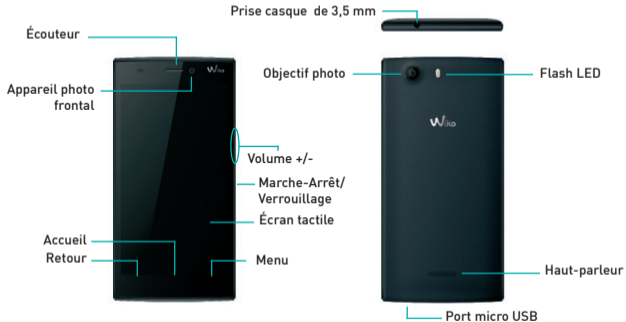 Prise casque de 3,5 mm
Écouteur
Appareil photo
frontal
Wiko
Objectif photo
Flash LED
Wiko
Volume +/-
Marche-Arrêt/
Verrouillage
Écran tactile
Accueil
Retour
Menu
Haut-parleur
Port micro USB